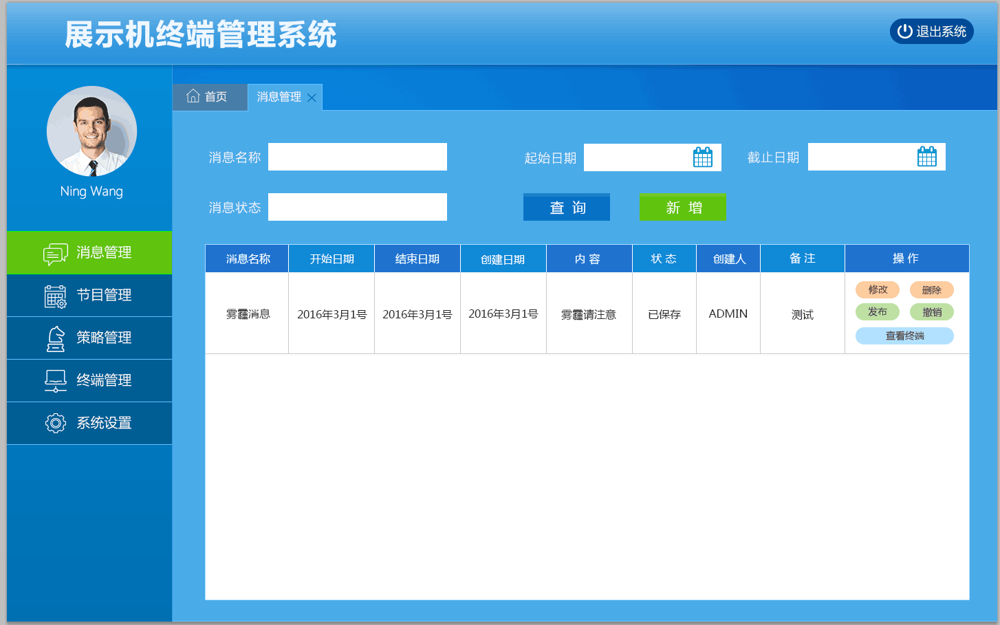 展示机终端管理系统
退出系统
首页
消息管理
Ning Wang
消息管理
节目管理
策略管理
终端管理
系统设置
消息名称
起始日期
截止日期
消息状态
查 询
新 增
消息名称 开始日期 结束日期 创建日期 内 容 状 态 创建人 备 注 操 作
雾霾消息 2016年3月1号 2016年3月1号 2016年3月1号 雾霾请注意 已保存 ADMIN 测试
修改 删除
发布 撤销
查看终端